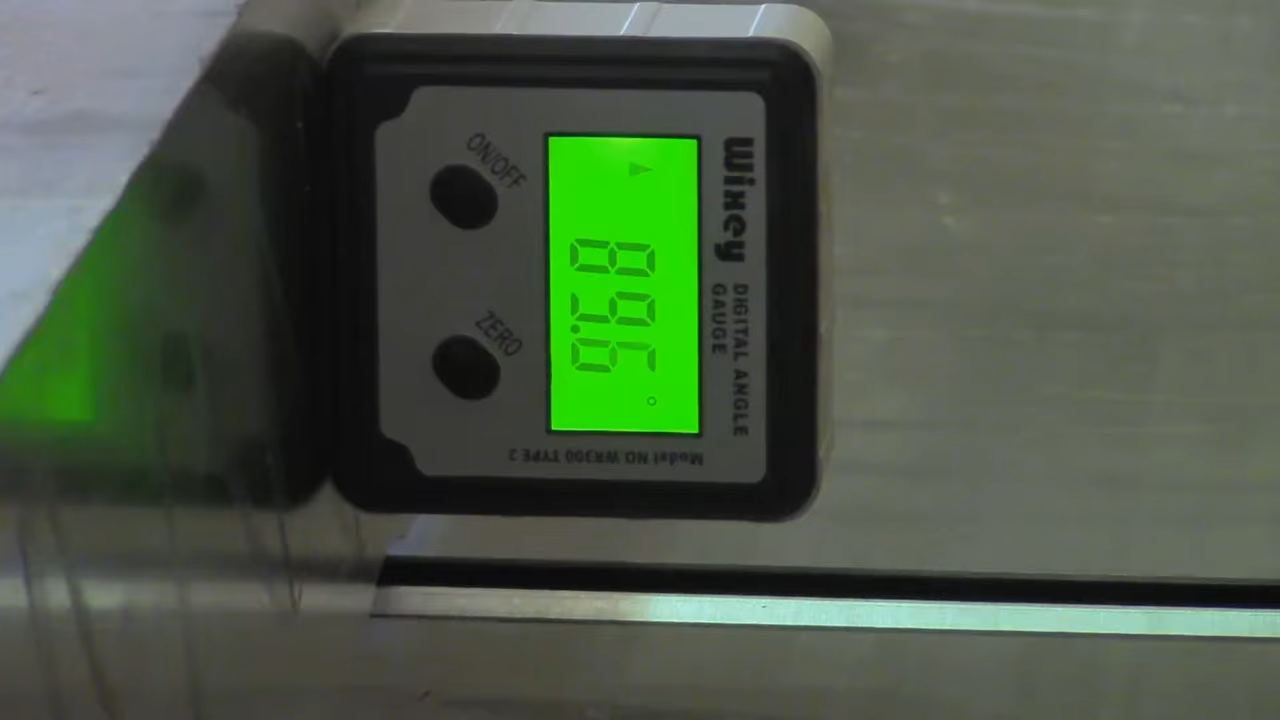 Wixey
DIGITAL ANGLE
GAUGE
89.6°
ON/OFF
ZERO
Model NO WR300 TYPE 2